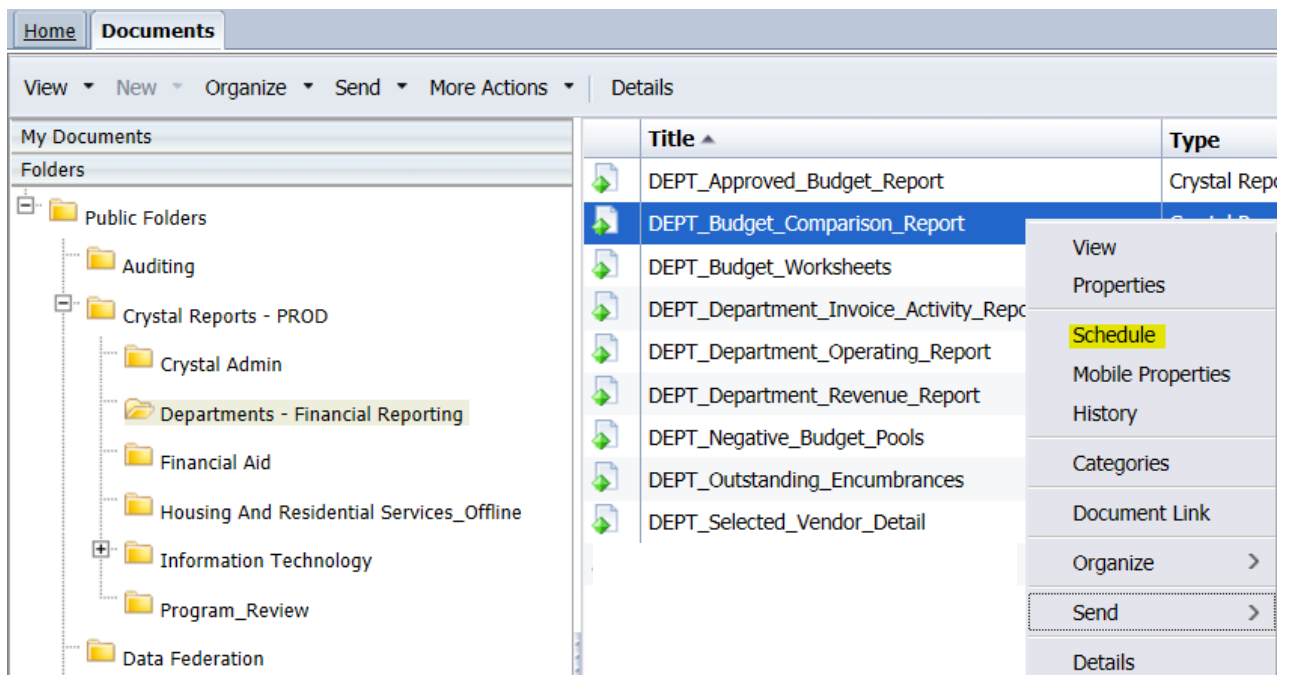 Home Documents
View New Organize Send More Actions Details
My Documents
Folders
Public Folders
Auditing
Crystal Reports - PROD
Crystal Admin
Departments - Financial Reporting
Financial Aid
Housing And Residential Services_Offline
Information Technology
Program_Review
Data Federation
Title Type
DEPT_Approved_Budget_Report Crystal Repo
DEPT_Budget_Comparison_Report
DEPT_Budget_Worksheets
DEPT_Department_Invoice_Activity_Repo
DEPT_Department_Operating_Report
DEPT_Department_Revenue_Report
DEPT_Negative_Budget_Pools
DEPT_Outstanding_Encumbrances
DEPT_Selected_Vendor_Detail
View
Properties
Schedule
Mobile Properties
History
Categories
Document Link
Organize
Send
Details